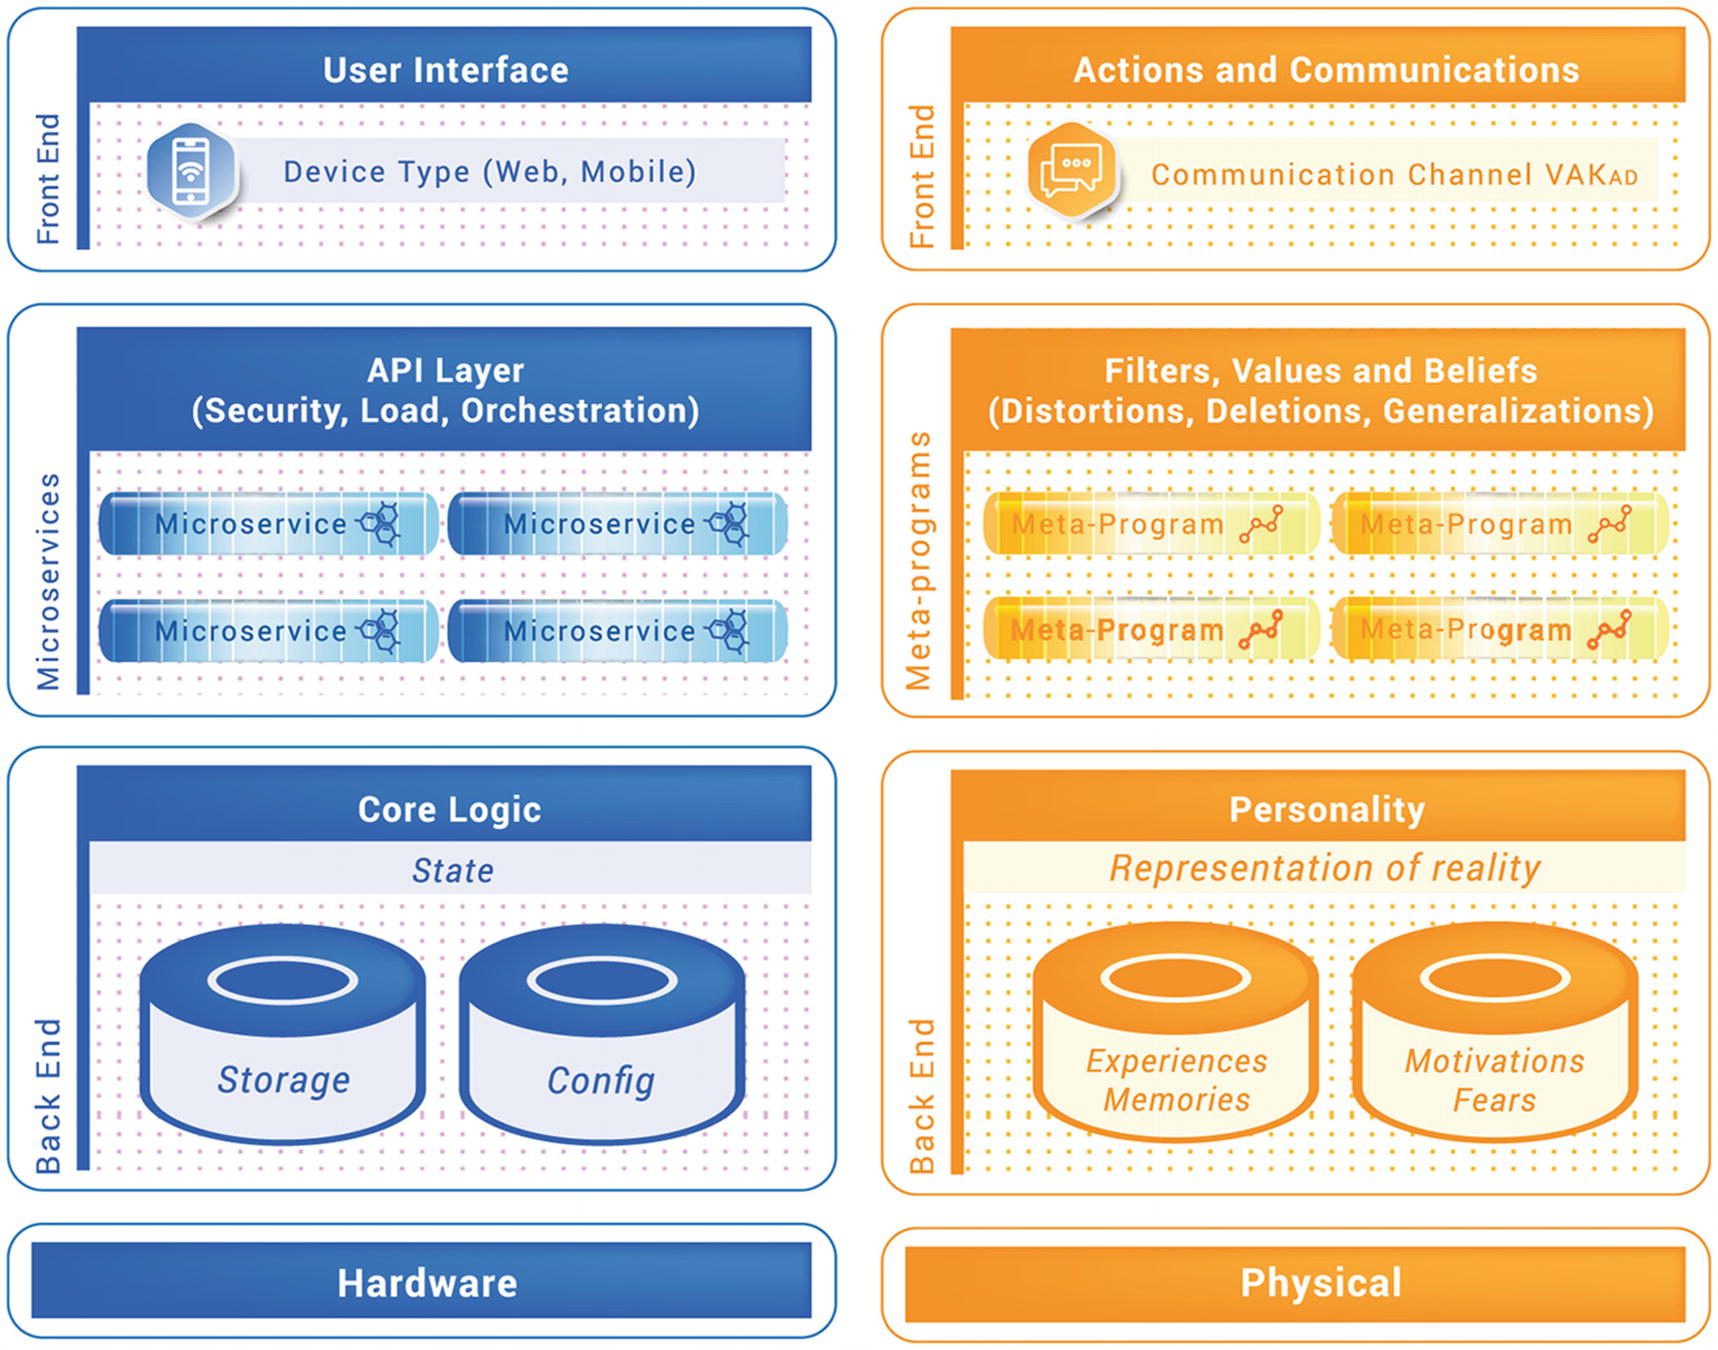 Front End
User Interface
Device Type (Web, Mobile)
Microservices
API Layer
(Security, Load, Orchestration)
Microservice
Microservice
Microservice
Microservice
Back End
Core Logic
State
Storage
Config
Hardware
Front End
Actions and Communications
Communication Channel VAKAD
Meta-programs
Filters, Values and Beliefs
(Distortions, Deletions, Generalizations)
Meta-Program
Meta-Program
Meta-Program
Meta-Program
Back End
Personality
Representation of reality
Experiences
Memories
Motivations
Fears
Physical